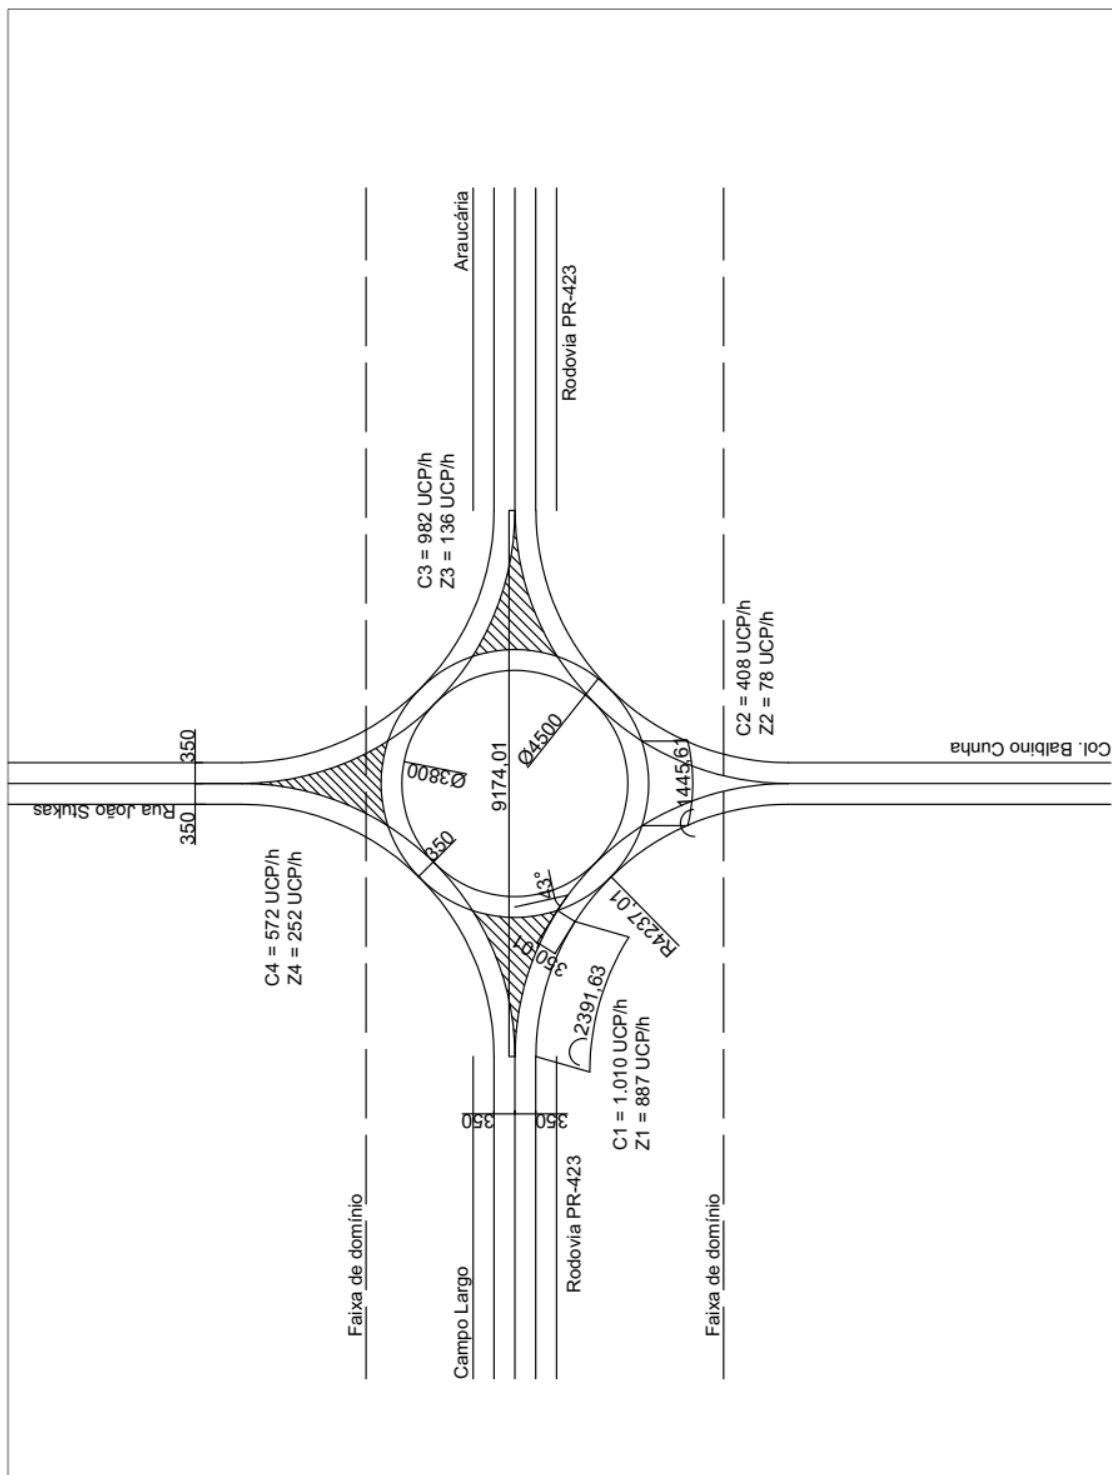 Araucária
Rodovia PR-423
C3 = 982 UCP/h
Z3 = 136 UCP/h
C2 = 408 UCP/h
Z2 = 78 UCP/h
Col. Balbino Cunha
350
350
Rua João Stukas
Ø3800
9174,01
Ø4500
1445,61
350
43°
C4 = 572 UCP/h
Z4 = 252 UCP/h
350,01
R4237,01
2391,63
C1 = 1.010 UCP/h
Z1 = 887 UCP/h
350
350
Faixa de domínio
Campo Largo
Rodovia PR-423
Faixa de domínio